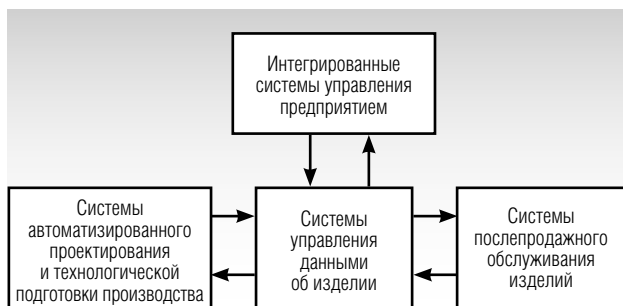 Интегрированные
системы управления
предприятием
Системы
автоматизированного
проектирования
и технологической
подготовки производства
Системы
управления
данными
об изделии
Системы
послепродажного
обслуживания
изделий